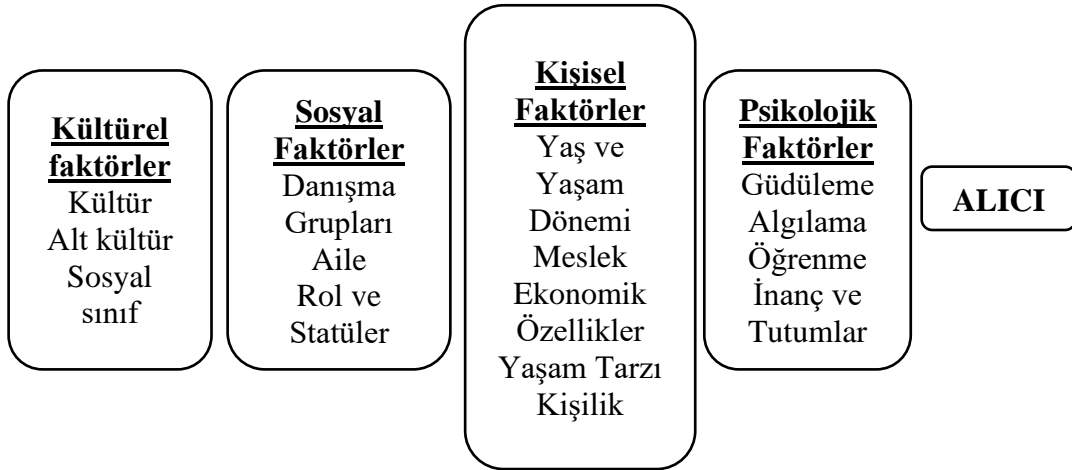 Kültürel
faktörler
Kültür
Alt kültür
Sosyal
sınıf
Sosyal
Faktörler
Danışma
Grupları
Aile
Rol ve
Statüler
Kişisel
Faktörler
Yaş ve
Yaşam
Dönemi
Meslek
Ekonomik
Özellikler
Yaşam Tarzı
Kişilik
Psikolojik
Faktörler
Güdüleme
Algılama
Öğrenme
İnanç ve
Tutumlar
ALICI